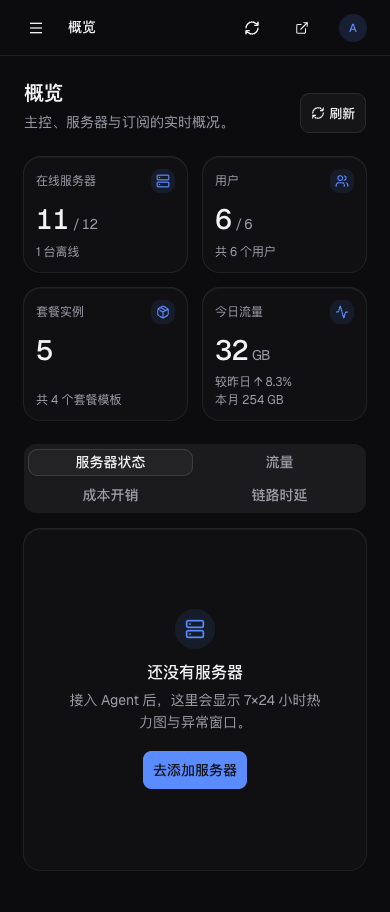 概览
A
概览
主控、服务器与订阅的实时概况。
刷新
在线服务器
11 / 12
1 台离线
用户
6 / 6
共 6 个用户
套餐实例
5
共 4 个套餐模板
今日流量
32 GB
较昨日 ↑ 8.3%
本月 254 GB
服务器状态
流量
成本开销
链路时延
还没有服务器
接入 Agent 后，这里会显示 7×24 小时热
力图与异常窗口。
去添加服务器